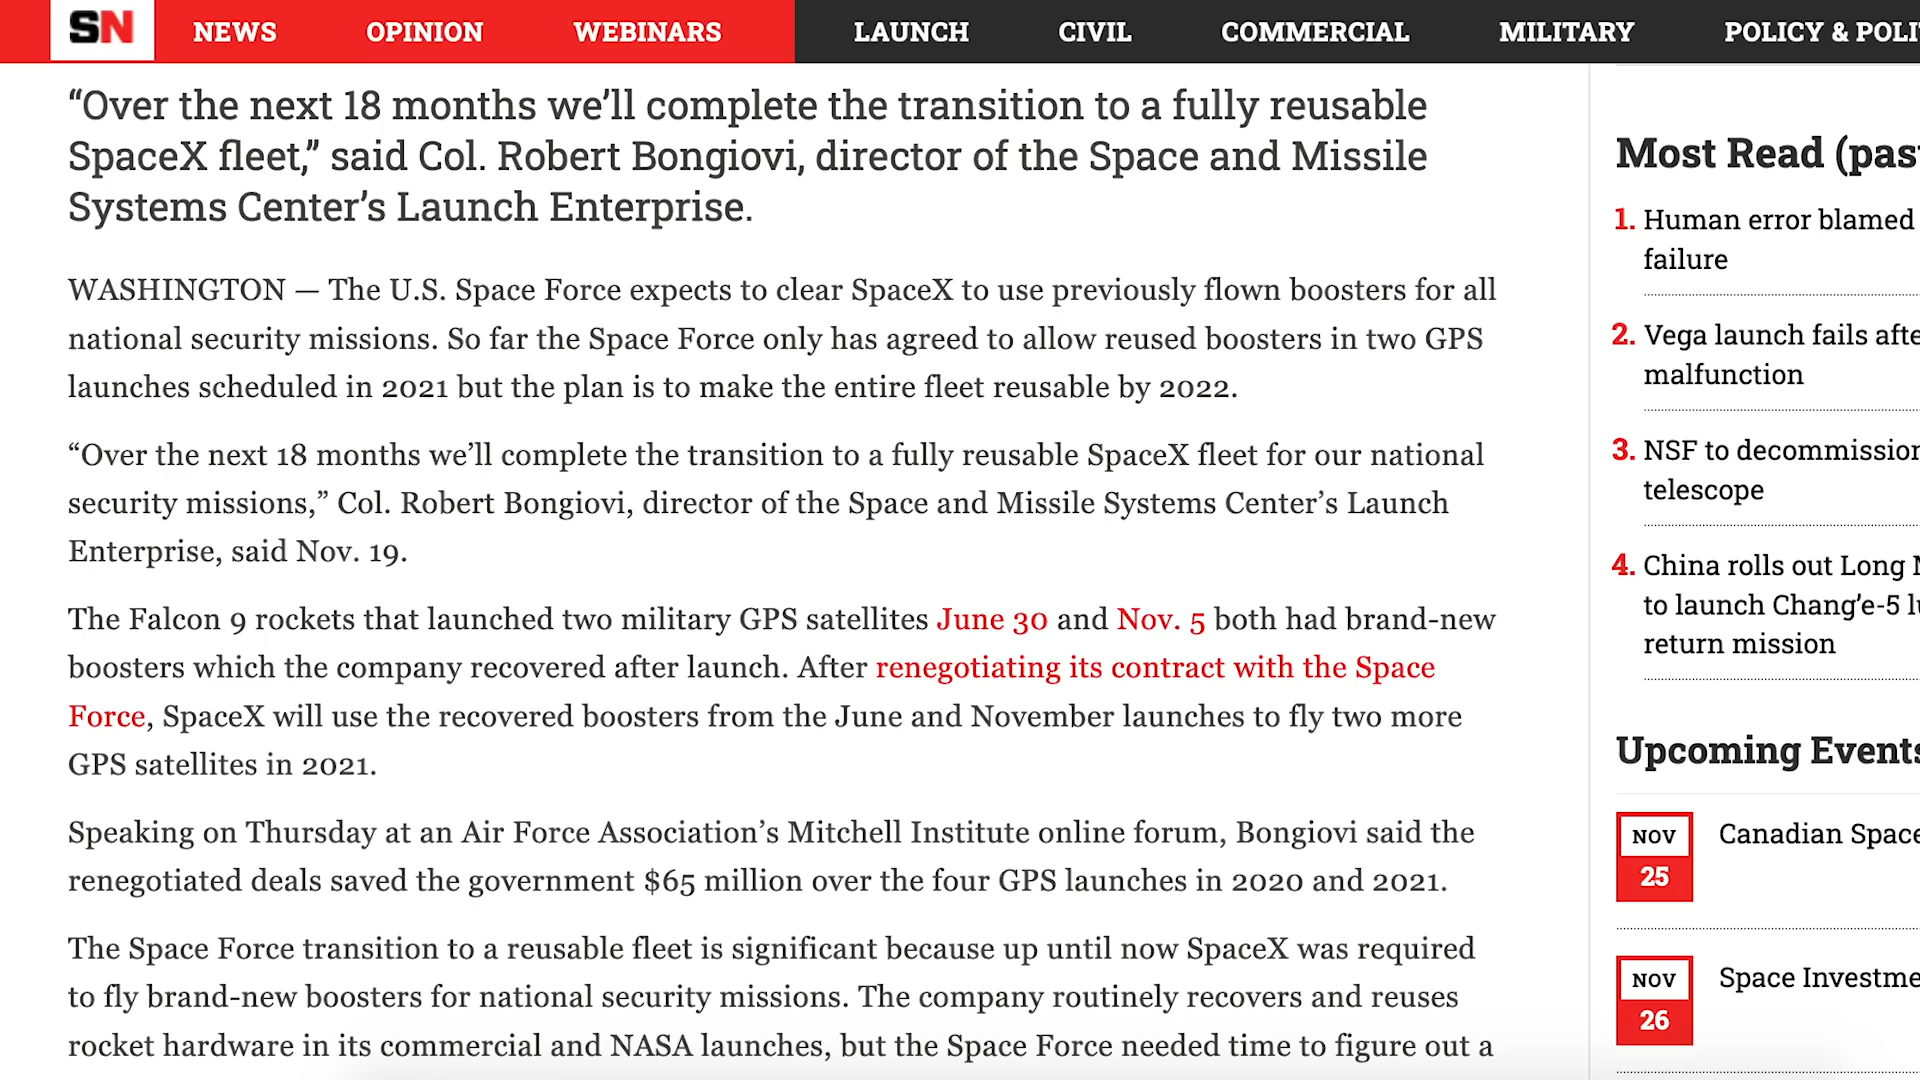 SN NEWS OPINION WEBINARS LAUNCH CIVIL COMMERCIAL MILITARY POLICY &
“Over the next 18 months we’ll complete the transition to a fully reusable
SpaceX fleet,” said Col. Robert Bongiovi, director of the Space and Missile
Systems Center’s Launch Enterprise.
WASHINGTON — The U.S. Space Force expects to clear SpaceX to use previously flown boosters for all
national security missions. So far the Space Force only has agreed to allow reused boosters in two GPS
launches scheduled in 2021 but the plan is to make the entire fleet reusable by 2022.
“Over the next 18 months we’ll complete the transition to a fully reusable SpaceX fleet for our national
security missions,” Col. Robert Bongiovi, director of the Space and Missile Systems Center’s Launch
Enterprise, said Nov. 19.
The Falcon 9 rockets that launched two military GPS satellites June 30 and Nov. 5 both had brand-new
boosters which the company recovered after launch. After renegotiating its contract with the Space
Force, SpaceX will use the recovered boosters from the June and November launches to fly two more
GPS satellites in 2021.
Speaking on Thursday at an Air Force Association’s Mitchell Institute online forum, Bongiovi said the
renegotiated deals saved the government $65 million over the four GPS launches in 2020 and 2021.
The Space Force transition to a reusable fleet is significant because up until now SpaceX was required
to fly brand-new boosters for national security missions. The company routinely recovers and reuses
rocket hardware in its commercial and NASA launches, but the Space Force needed time to figure out a
Most Read (pas
1. Human error blamed
failure
2. Vega launch fails afte
malfunction
3. NSF to decommission
telescope
4. China rolls out Long
to launch Chang’e-5 lu
return mission
Upcoming Events
NOV
25
Canadian Space
NOV
26
Space Investme